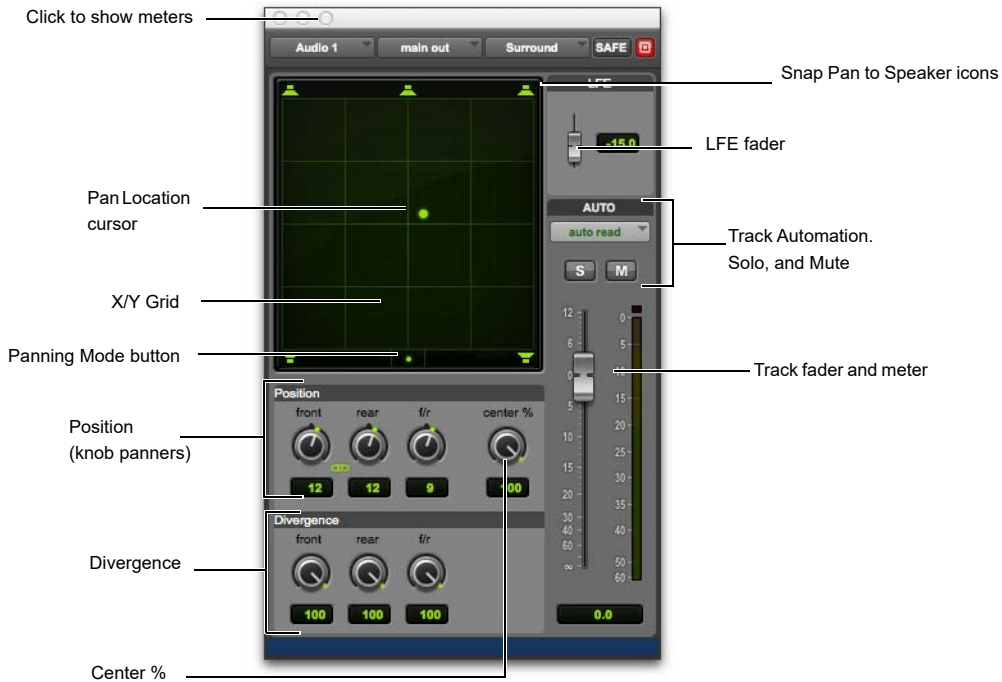 Click to show meters
Audio 1 main out Surround SAFE
Snap Pan to Speaker icons
LFE
-15.0
LFE fader
Pan Location
cursor
AUTO
auto read
Track Automation.
Solo, and Mute
S M
X/Y Grid
Panning Mode button
12
6
0
5
10
15
20
30
40
60
∞
0
5
10
15
20
25
30
35
40
50
60
Track fader and meter
Position
front rear f/r center %
12 12 9 100
Position
(knob panners)
Divergence
front rear f/r
100 100 100
Divergence
0.0
Center %